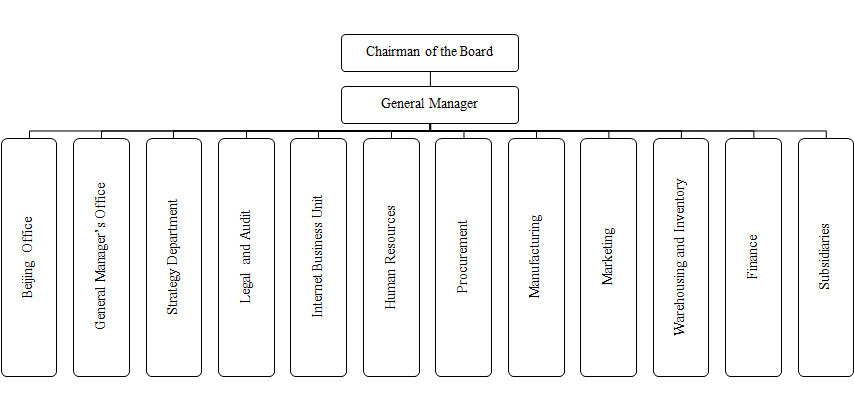 Chairman of the Board
General Manager
Beijing Office
General Manager's Office
Strategy Department
Legal and Audit
Internet Business Unit
Human Resources
Procurement
Manufacturing
Marketing
Warehousing and Inventory
Finance
Subsidiaries